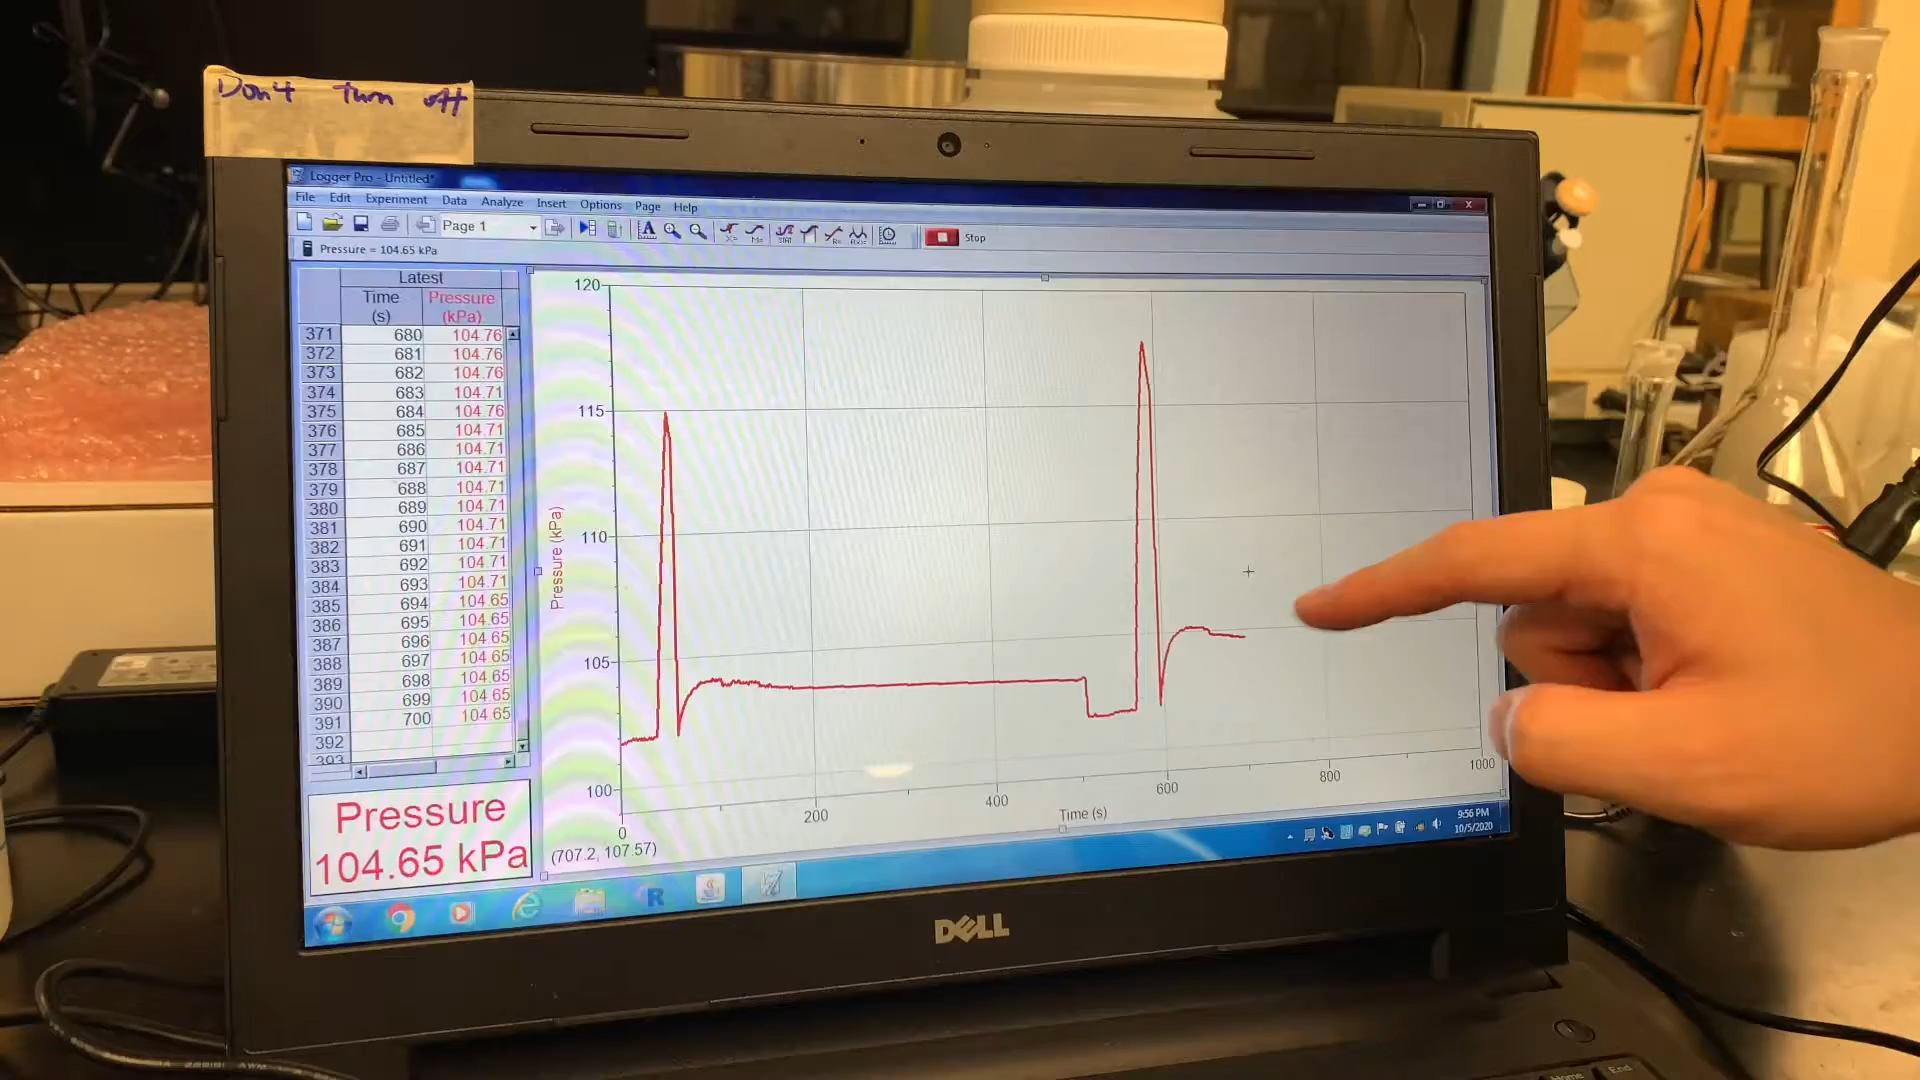 Don't turn off
Logger Pro - Untitled*
File Edit Experiment Data Analyze Insert Options Page Help
Page 1
Stop
Pressure = 104.65 kPa
Latest
Time Pressure
(s) (kPa)
371 680 104.76
372 681 104.76
373 682 104.76
374 683 104.71
375 684 104.76
376 685 104.71
377 686 104.71
378 687 104.71
379 688 104.71
380 689 104.71
381 690 104.71
382 691 104.71
383 692 104.71
384 693 104.71
385 694 104.65
386 695 104.65
387 696 104.65
388 697 104.65
389 698 104.65
390 699 104.65
391 700 104.65
392
393
Pressure
104.65 kPa
120
115
110
105
100
Pressure (kPa)
0 200 400 600 800 1000
Time (s)
(707.2, 107.57)
9:56 PM
10/5/2020
DELL
Home End